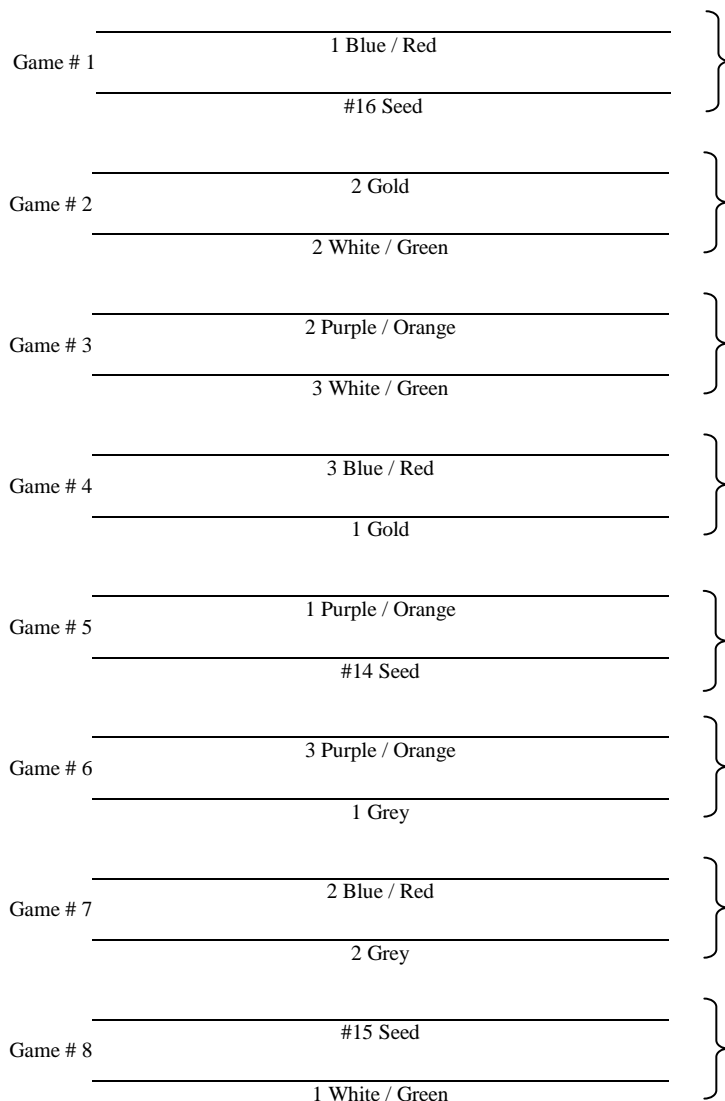 1 Blue / Red
Game # 1
#16 Seed
2 Gold
Game # 2
2 White / Green
2 Purple / Orange
Game # 3
3 White / Green
3 Blue / Red
Game # 4
1 Gold
1 Purple / Orange
Game # 5
#14 Seed
3 Purple / Orange
Game # 6
1 Grey
2 Blue / Red
Game # 7
2 Grey
#15 Seed
Game # 8
1 White / Green